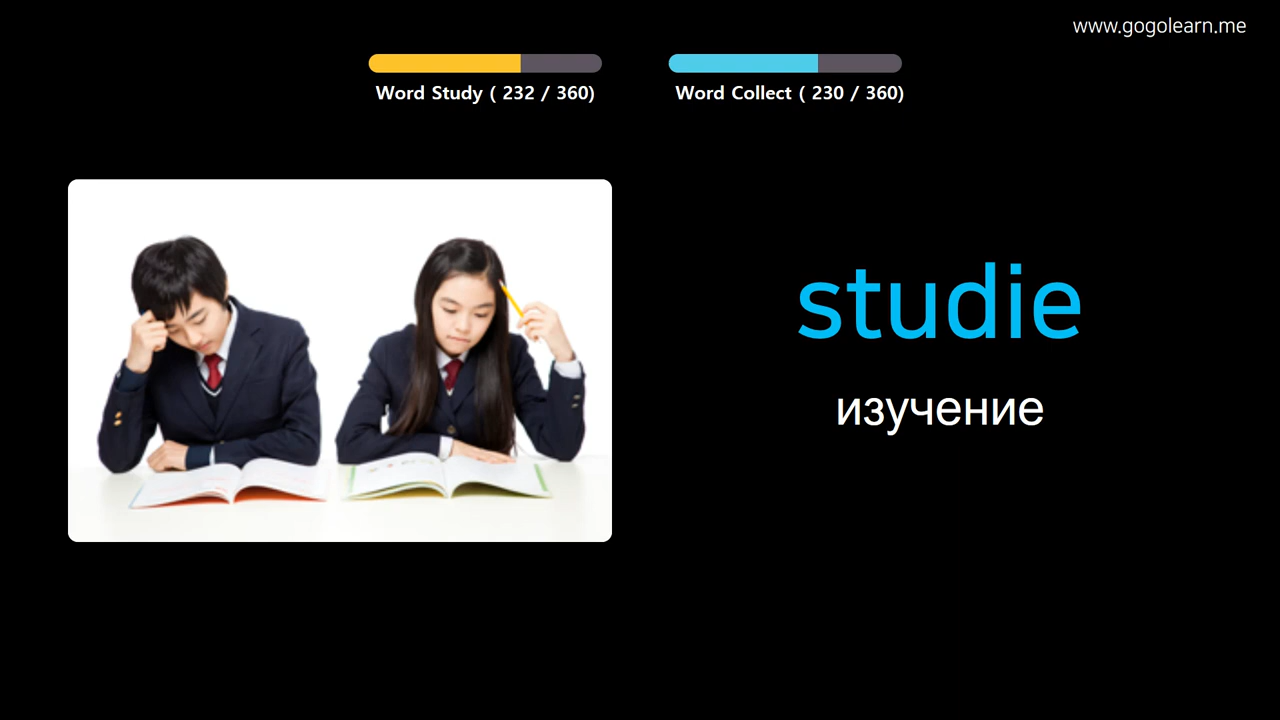 www.gogolearn.me
Word Study ( 232 / 360)
Word Collect ( 230 / 360)
studie
изучение